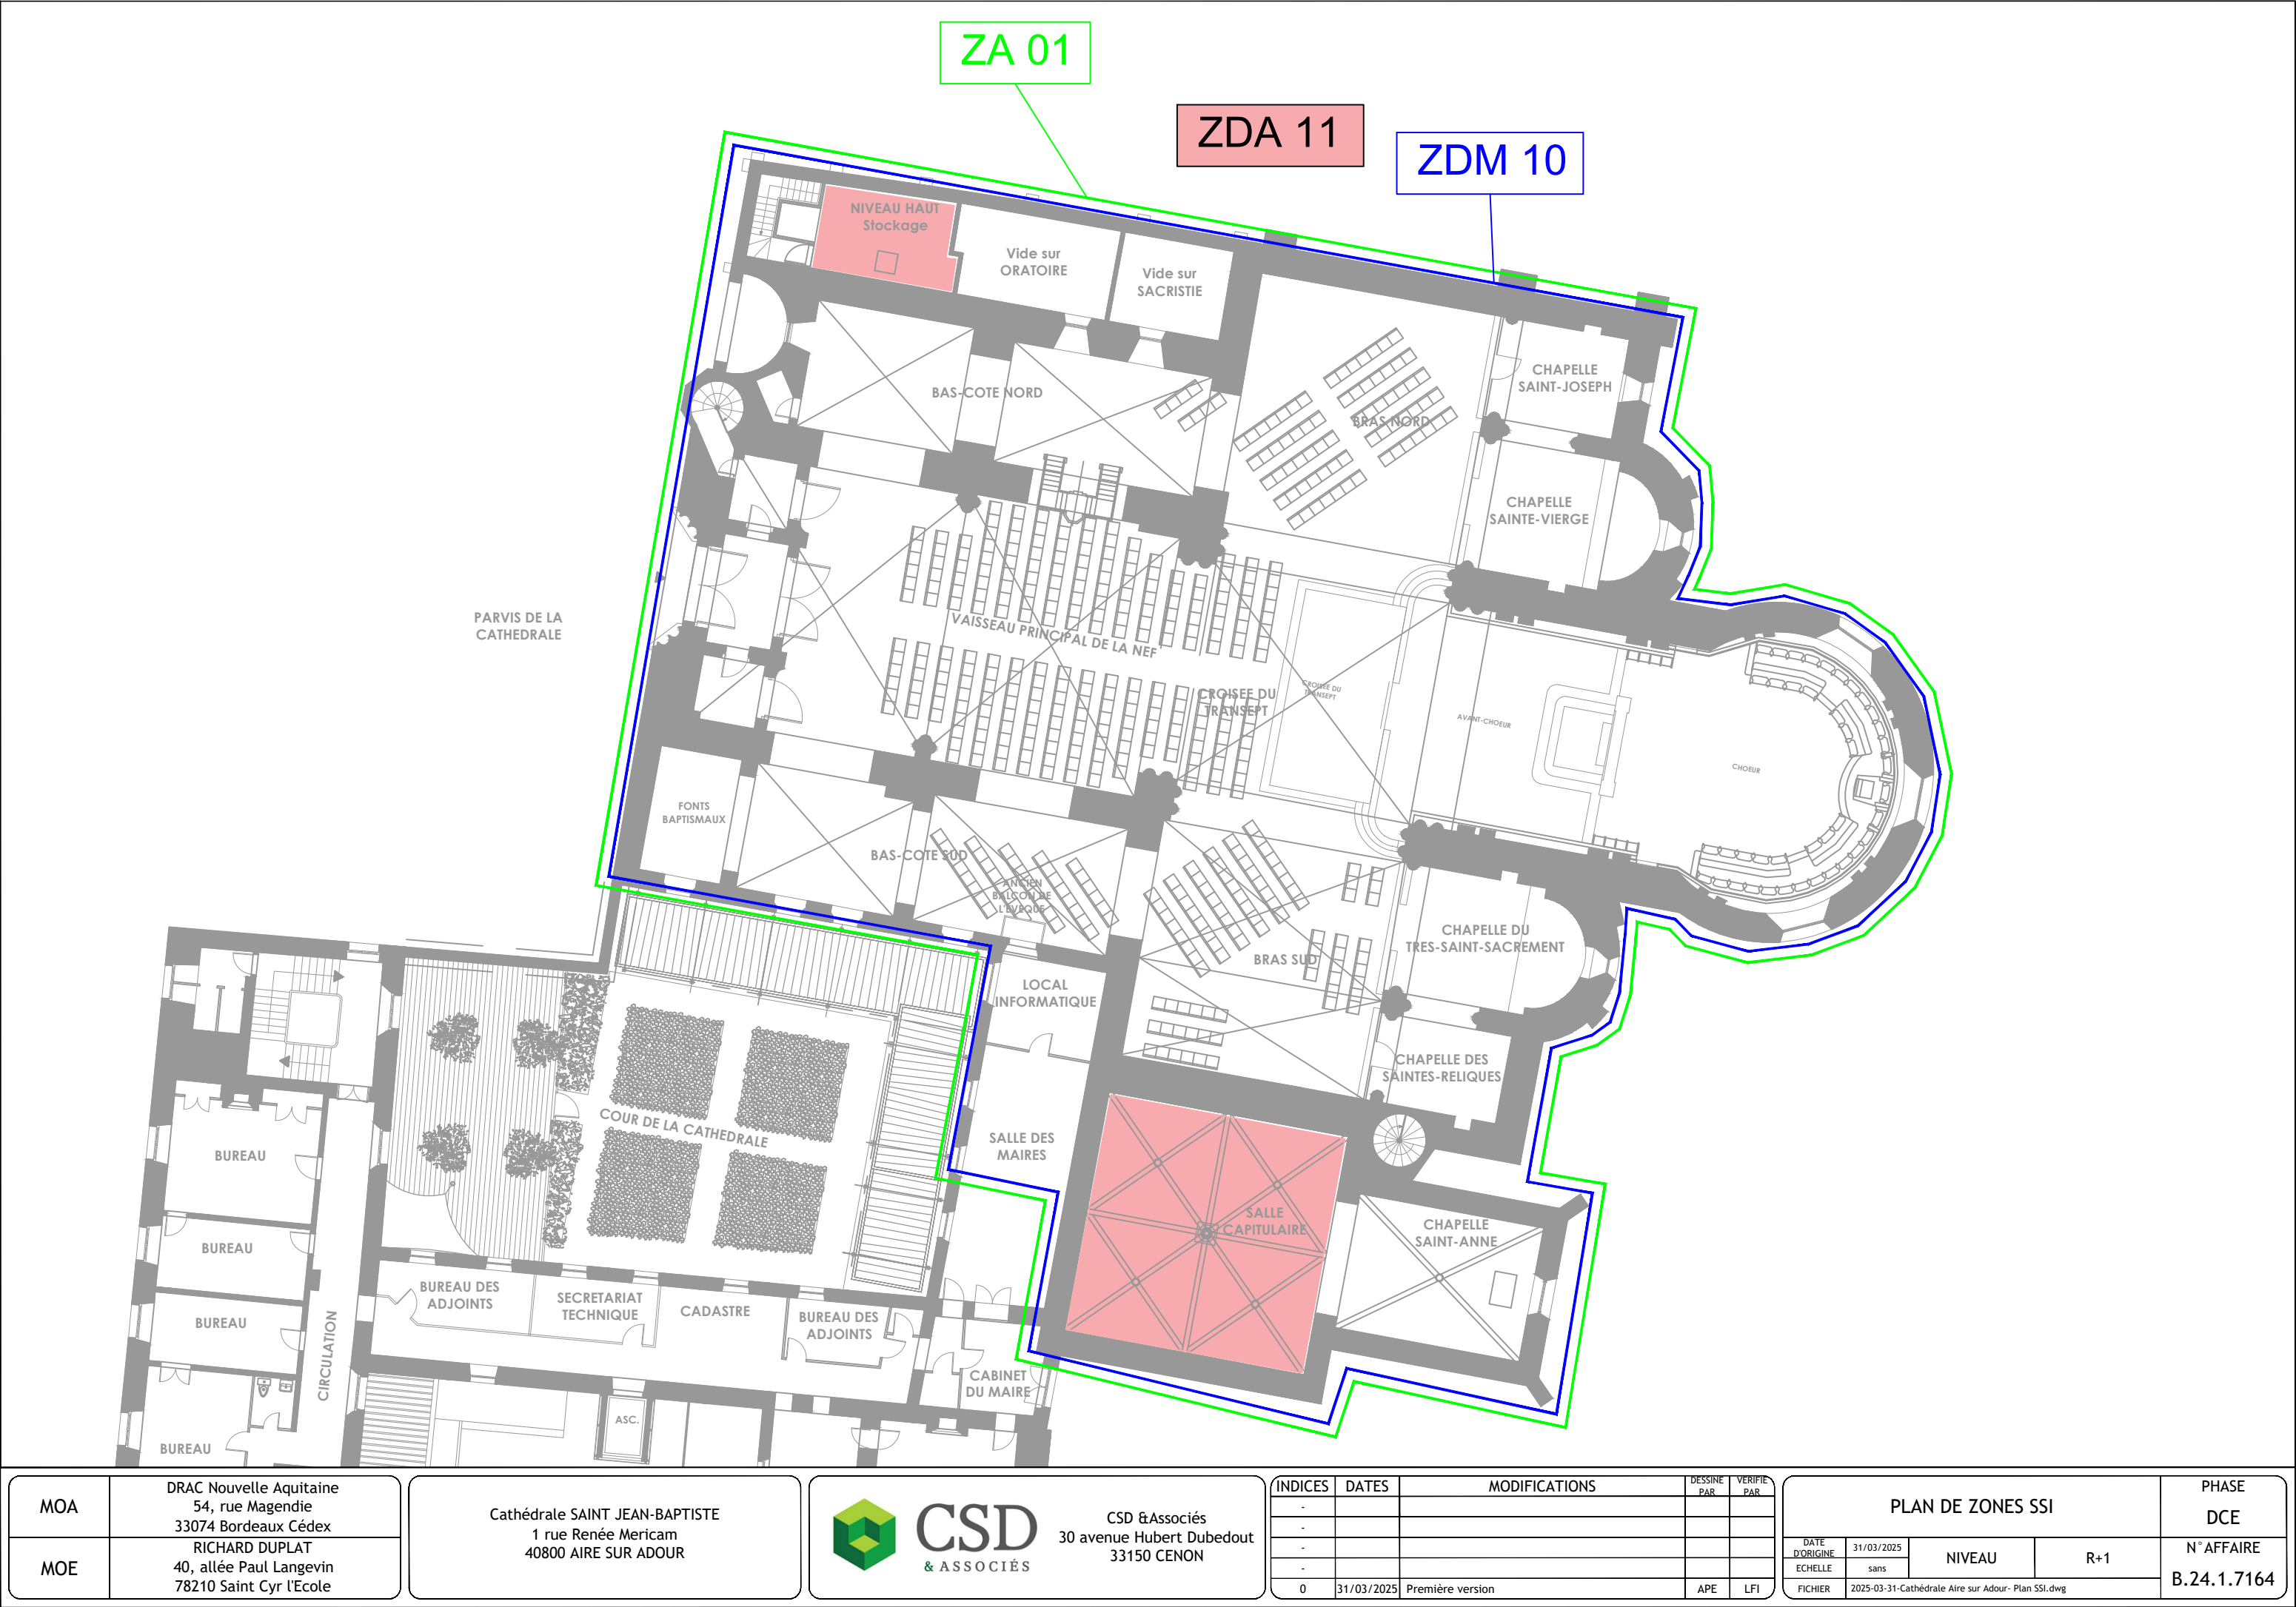 ZA 01
ZDA 11
ZDM 10
NIVEAU HAUT
Stockage
Vide sur
ORATOIRE
Vide sur
SACRISTIE
BAS-COTE NORD
BRAS NORD
CHAPELLE
SAINT-JOSEPH
CHAPELLE
SAINTE-VIERGE
PARVIS DE LA
CATHEDRALE
VAISSEAU PRINCIPAL DE LA NEF
CROISEE DU
TRANSEPT
CROISEE DU
TRANSEPT
AVANT-CHOEUR
CHOEUR
FONTS
BAPTISMAUX
BAS-COTE SUD
ANCIEN
BALCON DE
L'EVEQUE
BRAS SUD
CHAPELLE DU
TRES-SAINT-SACREMENT
LOCAL
INFORMATIQUE
CHAPELLE DES
SAINTES-RELIQUES
COUR DE LA CATHEDRALE
SALLE DES
MAIRES
SALLE
CAPITULAIRE
CHAPELLE
SAINT-ANNE
BUREAU
BUREAU
BUREAU
BUREAU
CIRCULATION
BUREAU DES
ADJOINTS
SECRETARIAT
TECHNIQUE
CADASTRE
BUREAU DES
ADJOINTS
CABINET
DU MAIRE
ASC.
MOA
DRAC Nouvelle Aquitaine
54, rue Magendie
33074 Bordeaux Cédex
MOE
RICHARD DUPLAT
40, allée Paul Langevin
78210 Saint Cyr l'Ecole
Cathédrale SAINT JEAN-BAPTISTE
1 rue Renée Mericam
40800 AIRE SUR ADOUR
CSD
& ASSOCIÉS
CSD &Associés
30 avenue Hubert Dubedout
33150 CENON
INDICES DATES MODIFICATIONS DESSINE PAR VERIFIE PAR
-
-
-
-
0 31/03/2025 Première version APE LFI
PLAN DE ZONES SSI
PHASE
DCE
DATE D'ORIGINE 31/03/2025
ECHELLE sans
NIVEAU R+1
FICHIER 2025-03-31-Cathédrale Aire sur Adour- Plan SSI.dwg
N°AFFAIRE
B.24.1.7164